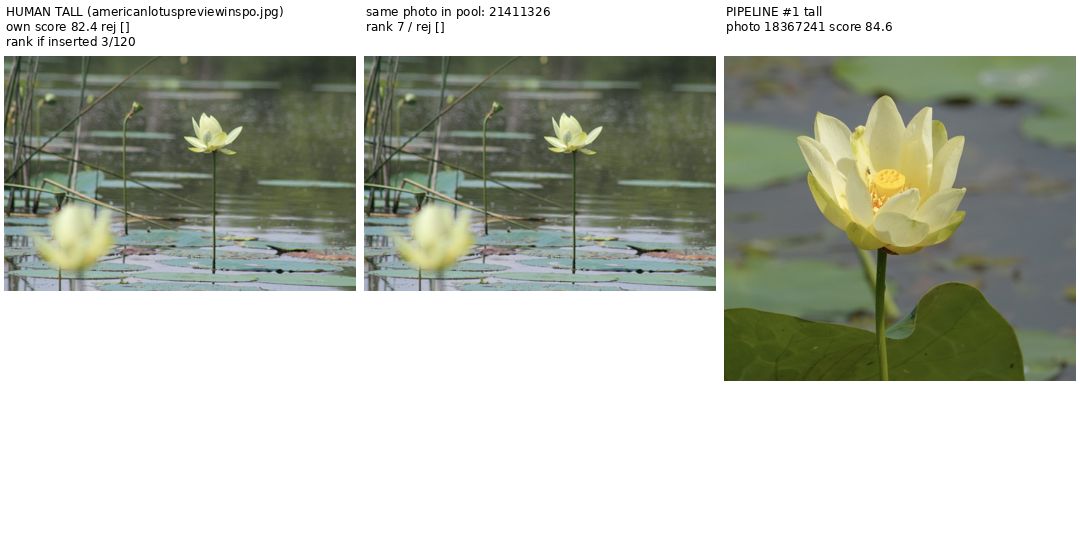 HUMAN TALL (americanlotuspreviewinspo.jpg)
own score 82.4 rej []
rank if inserted 3/120
same photo in pool: 21411326
rank 7 / rej []
PIPELINE #1 tall
photo 18367241 score 84.6